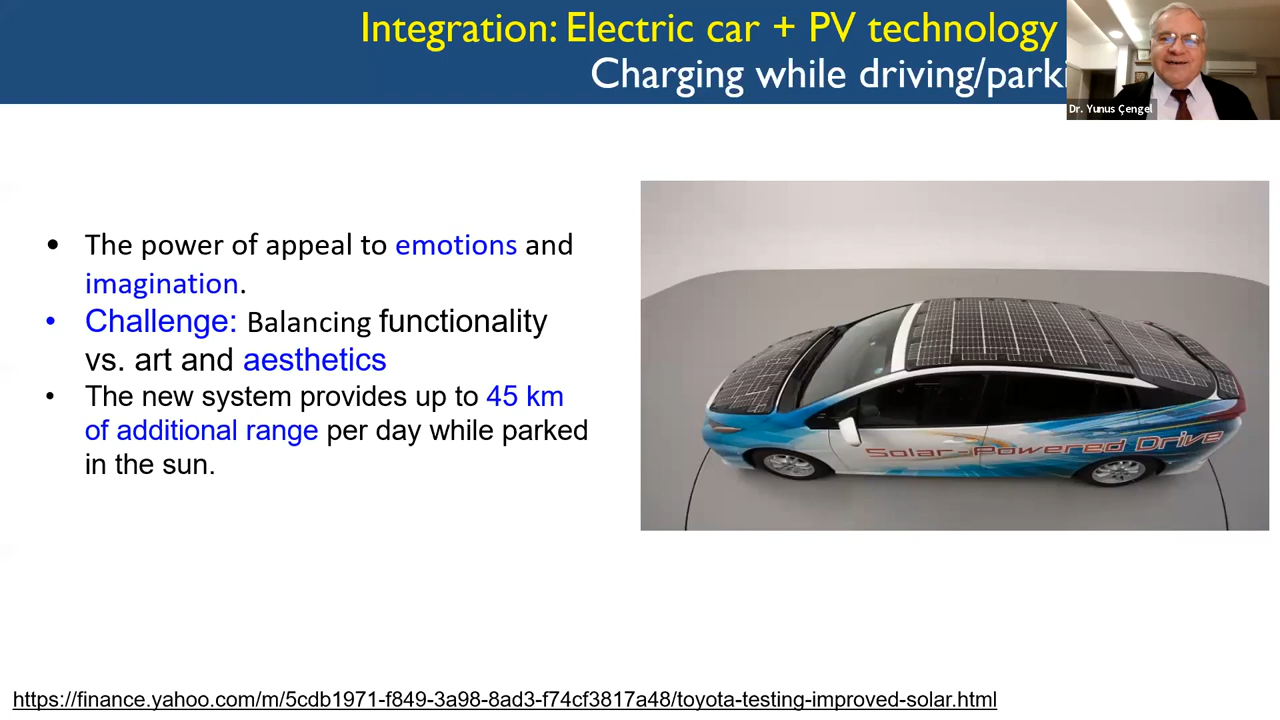 Integration: Electric car + PV technology
Charging while driving/parki
Dr. Yunus Çengel
• The power of appeal to emotions and
imagination.
• Challenge: Balancing functionality
vs. art and aesthetics
• The new system provides up to 45 km
of additional range per day while parked
in the sun.
Solar-Powered Drive
https://finance.yahoo.com/m/5cdb1971-f849-3a98-8ad3-f74cf3817a48/toyota-testing-improved-solar.html